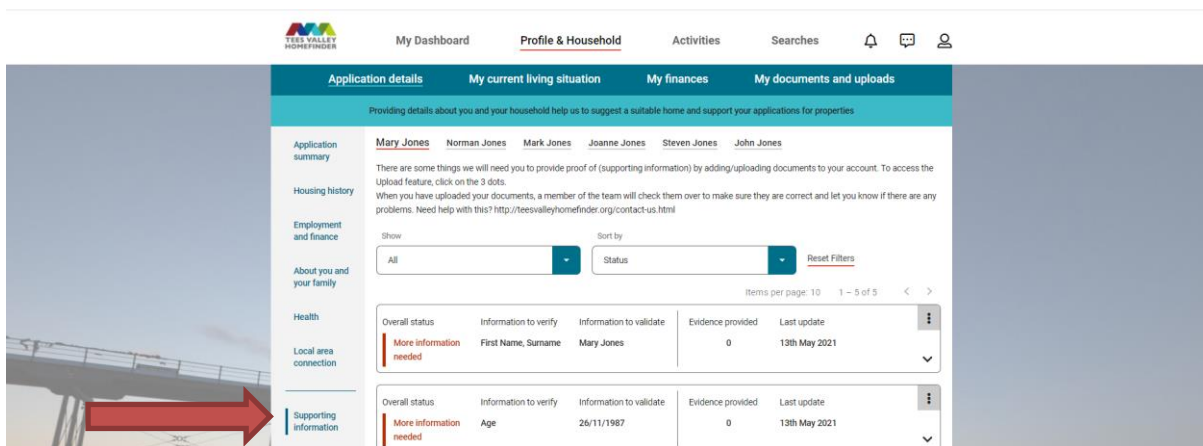 TEES VALLEY
HOMEFINDER
My Dashboard Profile & Household Activities Searches
Application details My current living situation My finances My documents and uploads
Providing details about you and your household help us to suggest a suitable home and support your applications for properties
Application
summary
Housing history
Employment
and finance
About you and
your family
Health
Local area
connection
Supporting
information
Mary Jones Norman Jones Mark Jones Joanne Jones Steven Jones John Jones
There are some things we will need you to provide proof of (supporting information) by adding/uploading documents to your account. To access the
Upload feature, click on the 3 dots.
When you have uploaded your documents, a member of the team will check them over to make sure they are correct and let you know if there are any
problems. Need help with this? http://teesvalleyhomefinder.org/contact-us.html
Show Sort by
All Status Reset Filters
Items per page: 10 1 – 5 of 5
Overall status Information to verify Information to validate Evidence provided Last update
More information First Name, Surname Mary Jones 0 13th May 2021
needed
Overall status Information to verify Information to validate Evidence provided Last update
More information Age 26/11/1987 0 13th May 2021
needed